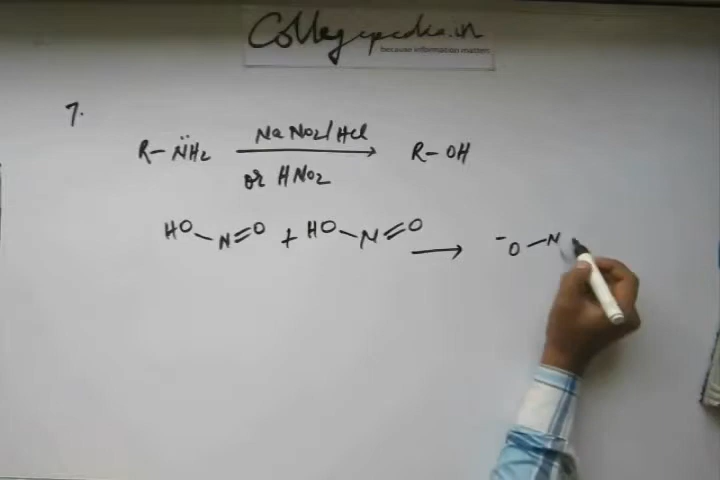 Collegepedia.in
because information matters
7.
R-N̈H2 NaNO2/HCl R-OH
or HNO2
HO-N=O + HO-N=O → ⁻O-N